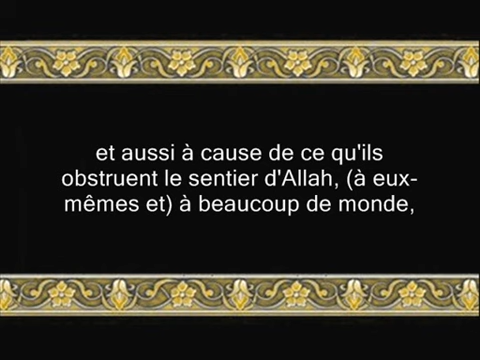 et aussi à cause de ce qu'ils
obstruent le sentier d'Allah, (à eux-
mêmes et) à beaucoup de monde,